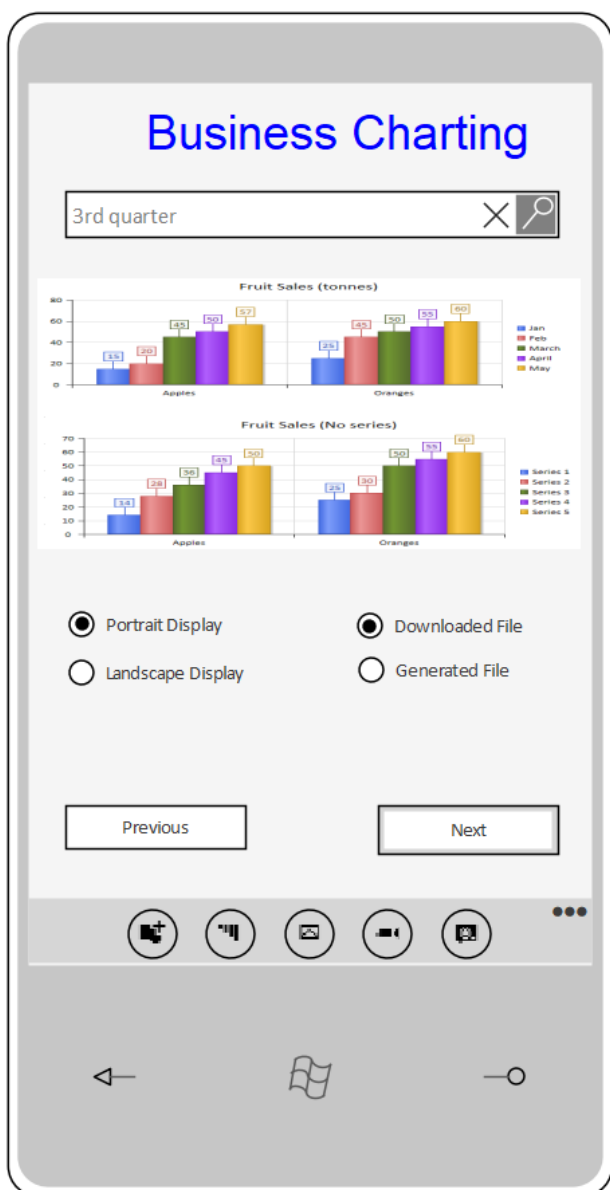 Business Charting
3rd quarter
Fruit Sales (tonnes)
80
60
40
20
0
15
20
45
50
57
25
45
50
55
60
Apples
Oranges
Jan
Feb
March
April
May
Fruit Sales (No series)
70
60
50
40
30
20
10
0
14
28
36
45
50
25
30
50
55
60
Apples
Oranges
Series 1
Series 2
Series 3
Series 4
Series 5
Portrait Display
Downloaded File
Landscape Display
Generated File
Previous
Next